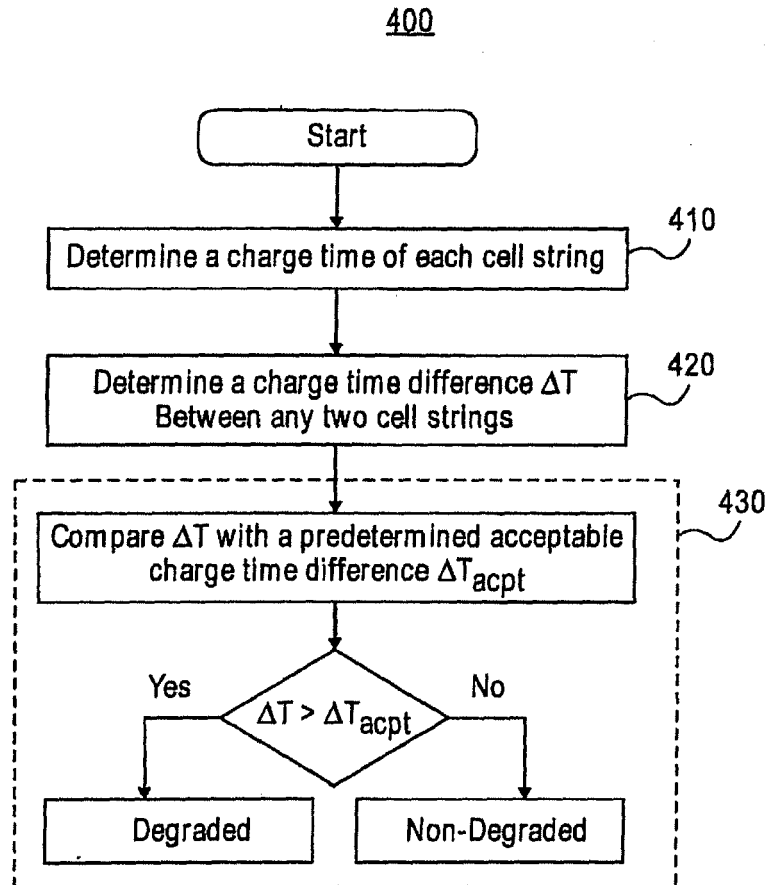 400
Start
410
Determine a charge time of each cell string
420
Determine a charge time difference ΔT
Between any two cell strings
430
Compare ΔT with a predetermined acceptable
charge time difference ΔTacpt
Yes
No
ΔT > ΔTacpt
Degraded
Non-Degraded